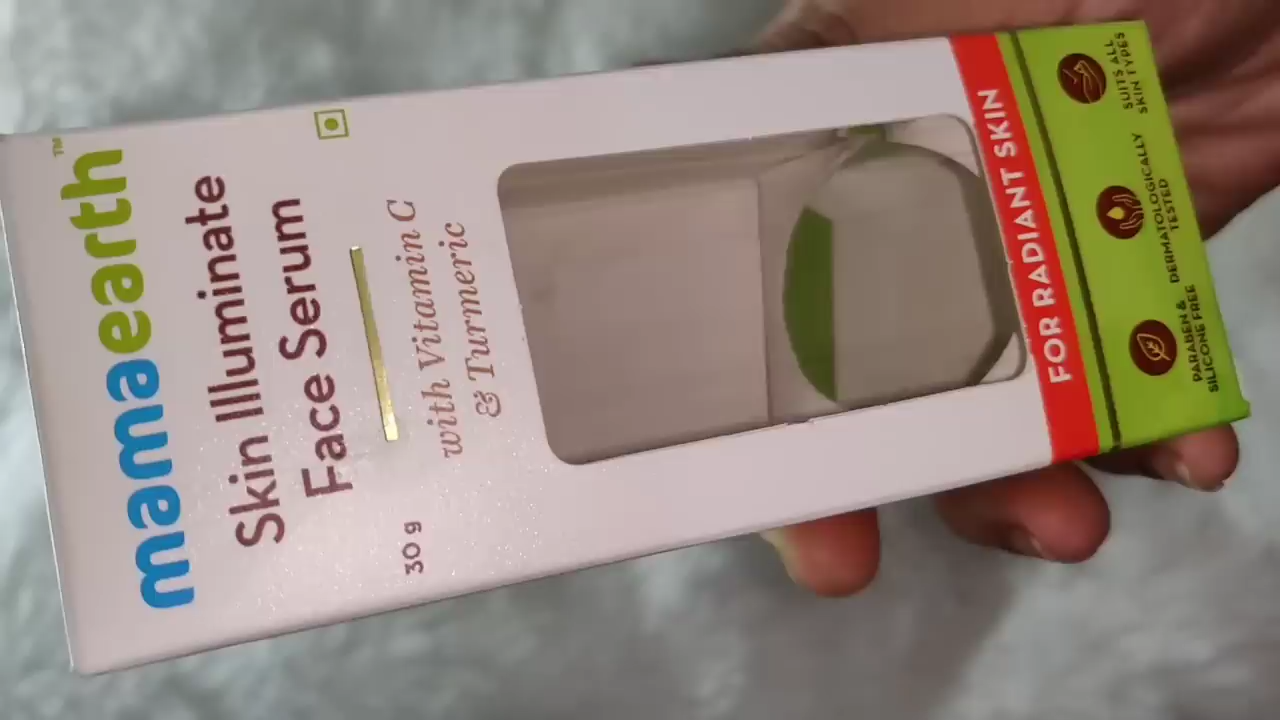 mamaearth™
Skin Illuminate
Face Serum
with Vitamin C
& Turmeric
30 g
FOR RADIANT SKIN
PARABEN &
SILICONE FREE
DERMATOLOGICALLY
TESTED
SUITS ALL
SKIN TYPES